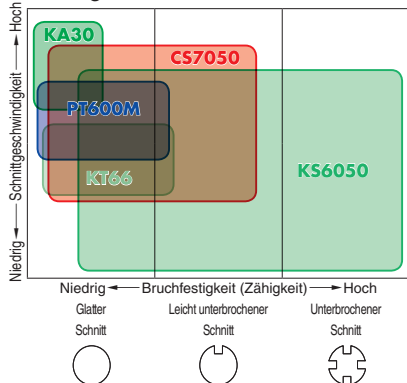 Niedrig ← Schnittgeschwindigkeit → Hoch
KA30
CS7050
PT600M
KT66
KS6050
Niedrig ← Bruchfestigkeit (Zähigkeit) → Hoch
Glatter Schnitt
Leicht unterbrochener Schnitt
Unterbrochener Schnitt